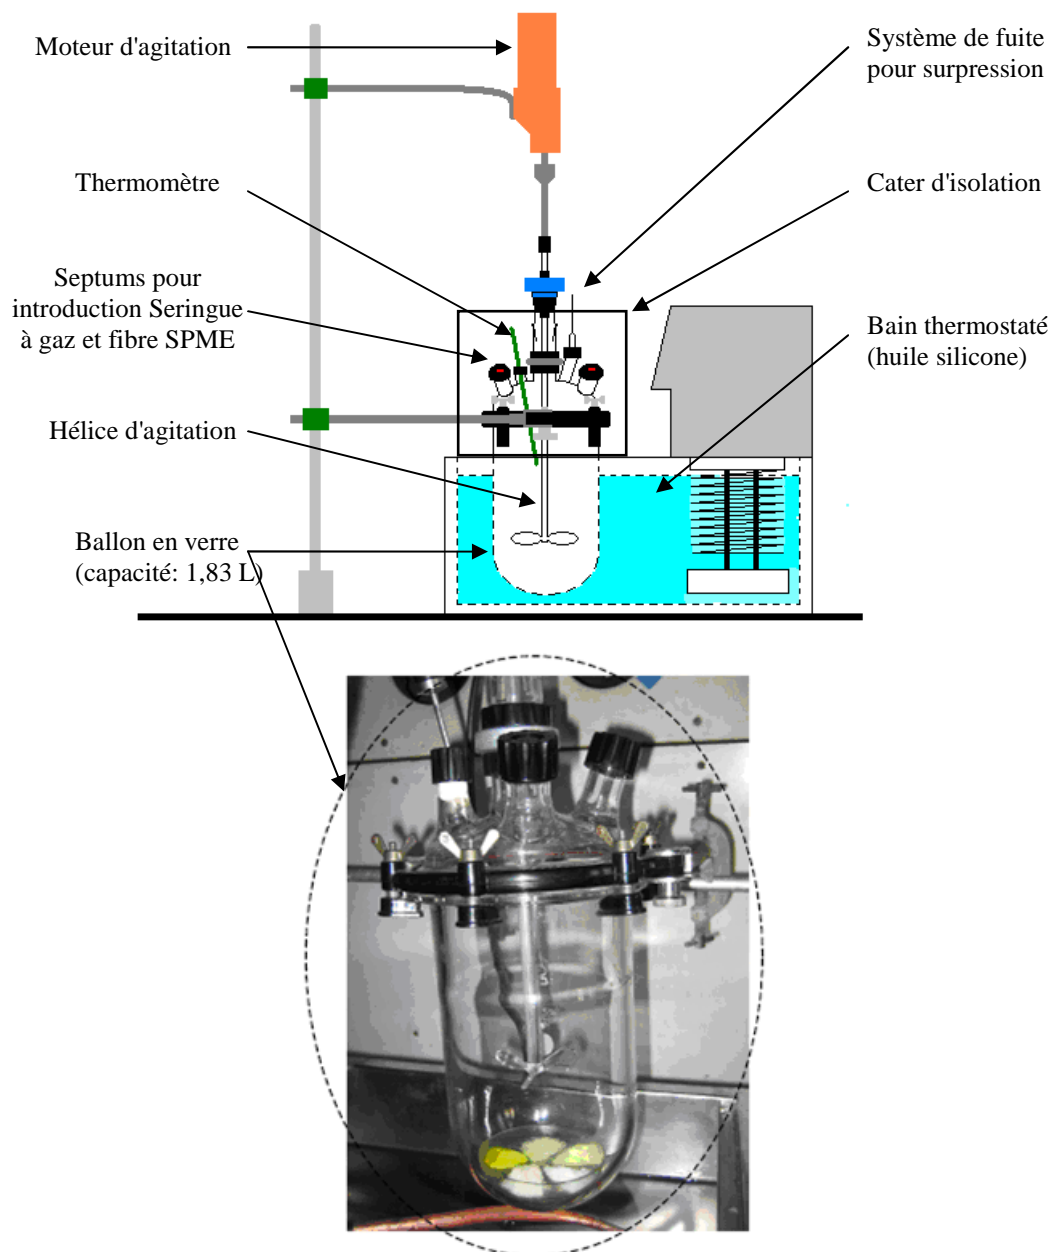 Moteur d'agitation
Système de fuite
pour surpression
Thermomètre
Cater d'isolation
Septums pour
introduction Seringue
à gaz et fibre SPME
Bain thermostaté
(huile silicone)
Hélice d'agitation
Ballon en verre
(capacité: 1,83 L)